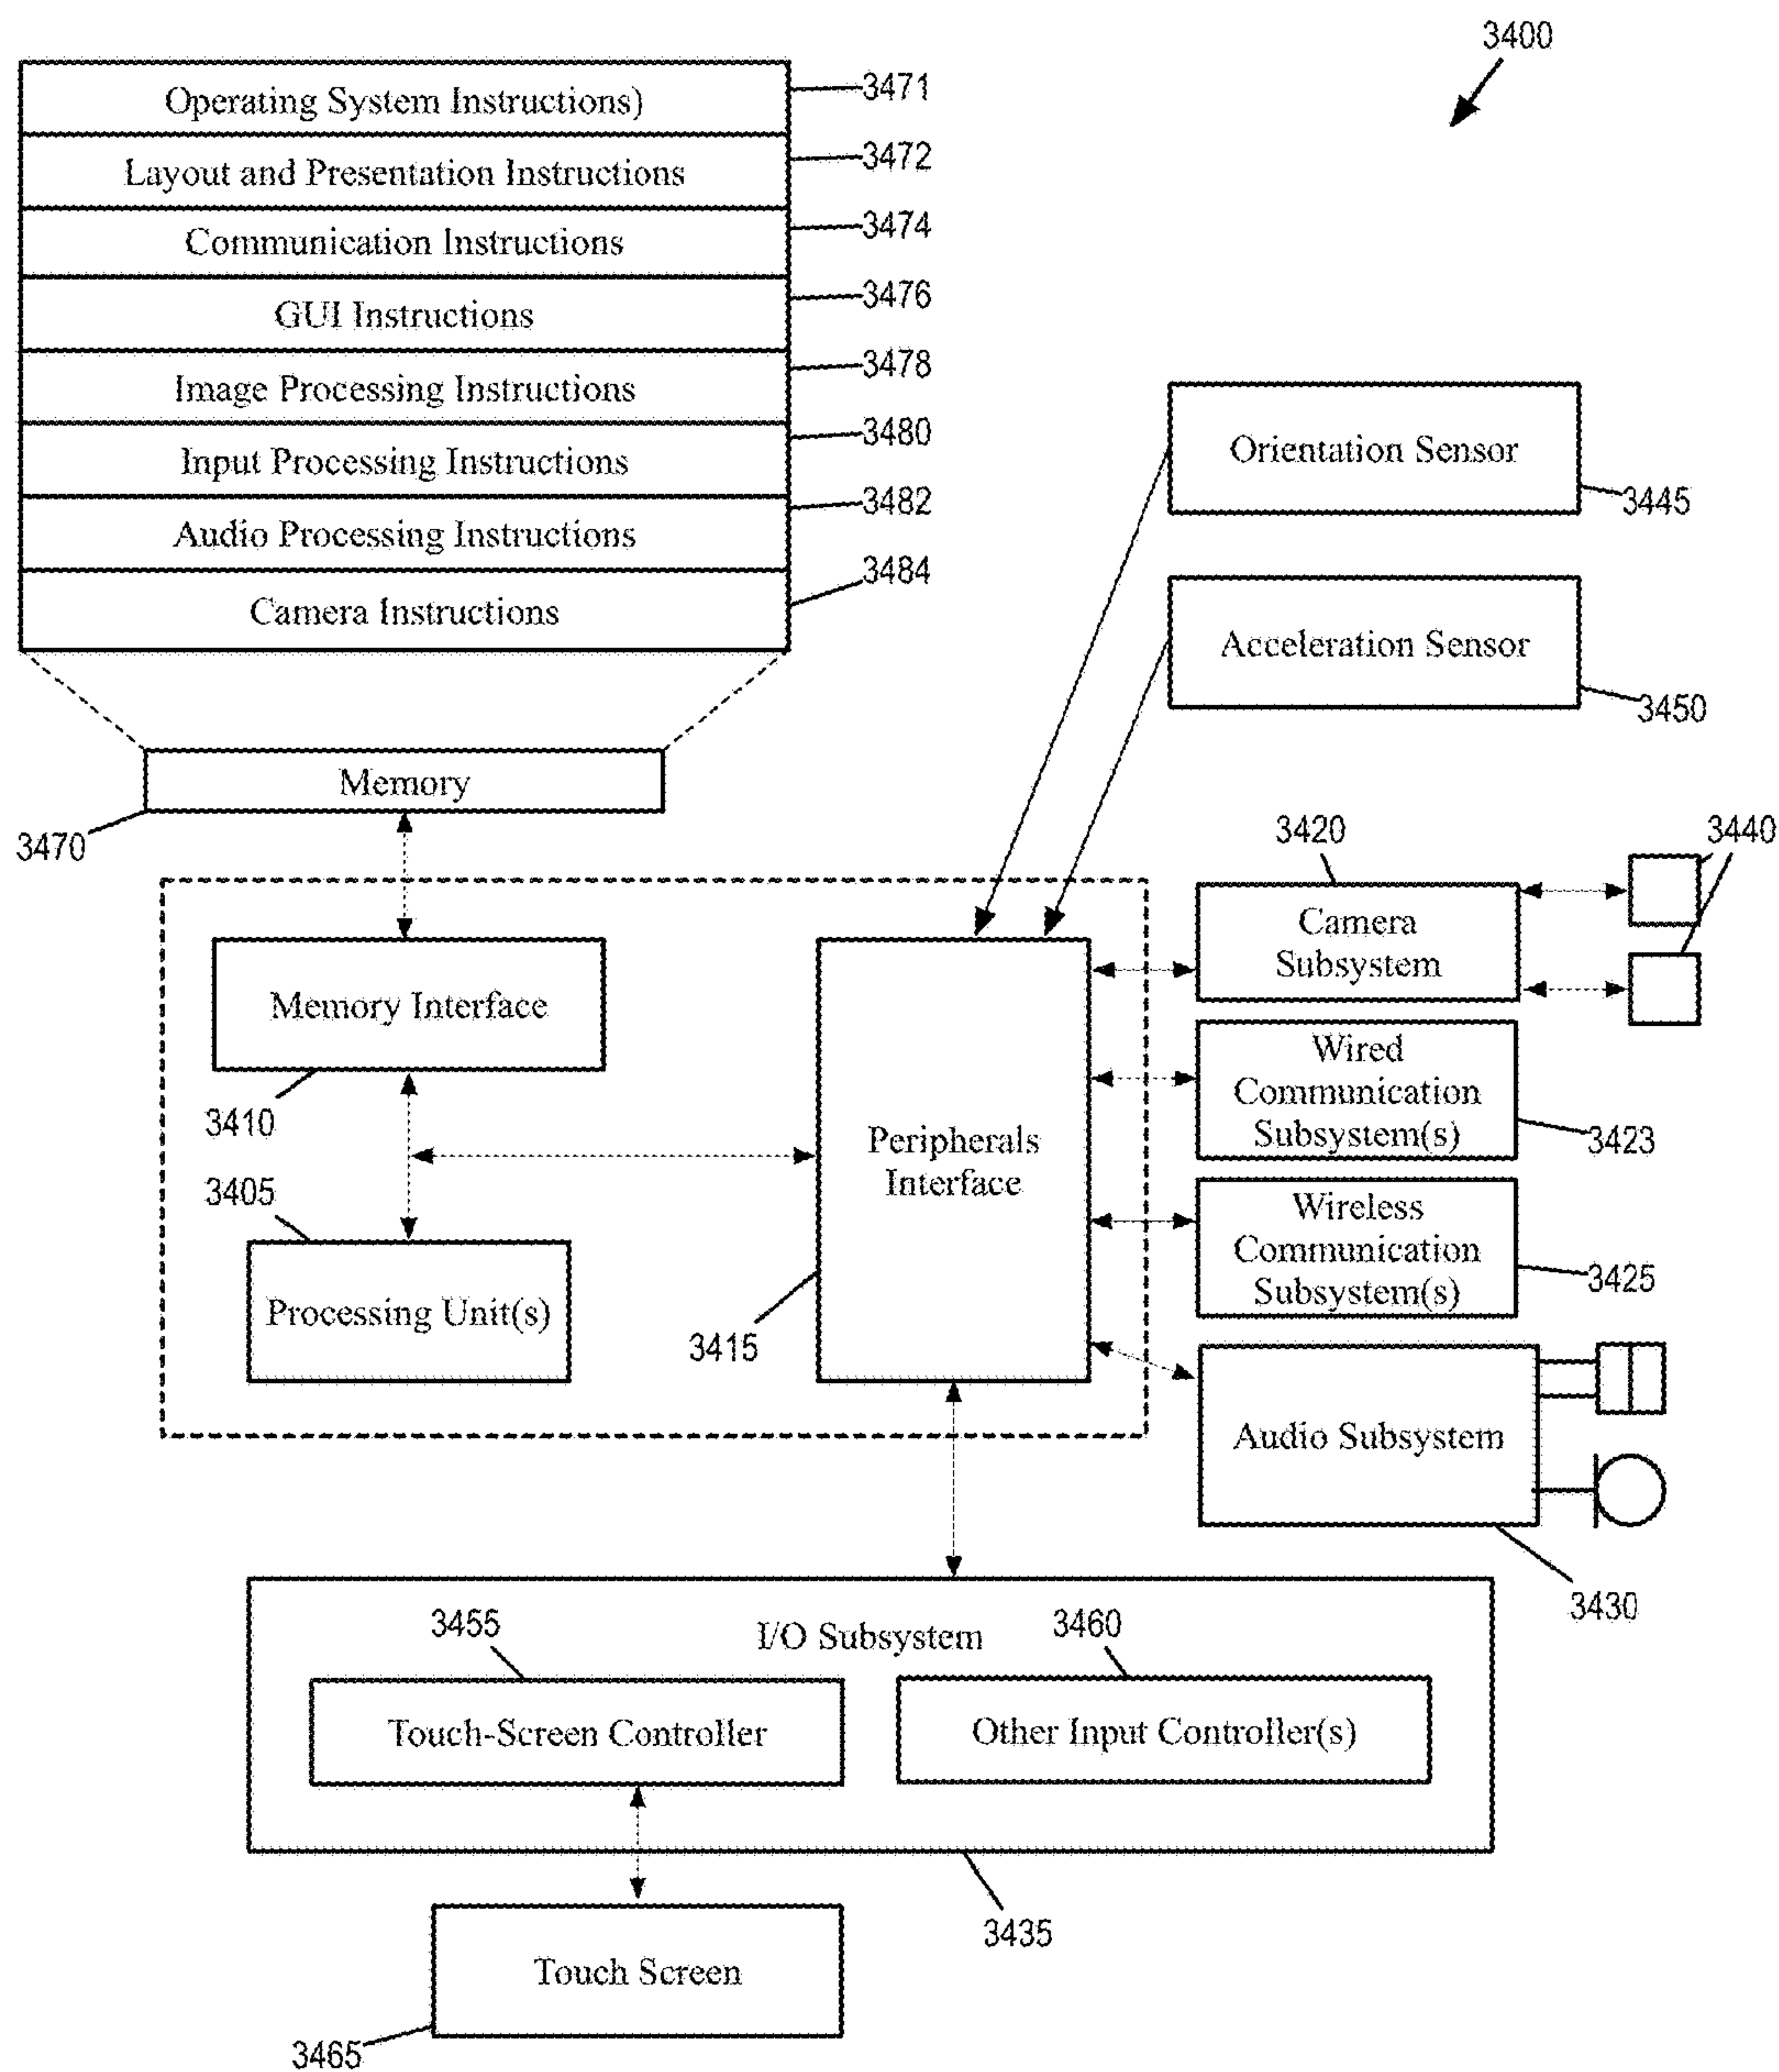 3400
Operating System Instructions)
3471
Layout and Presentation Instructions
3472
Communication Instructions
3474
GUI Instructions
3476
Image Processing Instructions
3478
Input Processing Instructions
3480
Audio Processing Instructions
3482
Camera Instructions
3484
Orientation Sensor
3445
Acceleration Sensor
3450
Memory
3470
3420
3440
Camera
Subsystem
Memory Interface
3410
Wired
Communication
Subsystem(s)
3423
Peripherals
Interface
3415
3405
Processing Unit(s)
Wireless
Communication
Subsystem(s)
3425
Audio Subsystem
3430
I/O Subsystem
3455
3460
Touch-Screen Controller
Other Input Controller(s)
3435
Touch Screen
3465